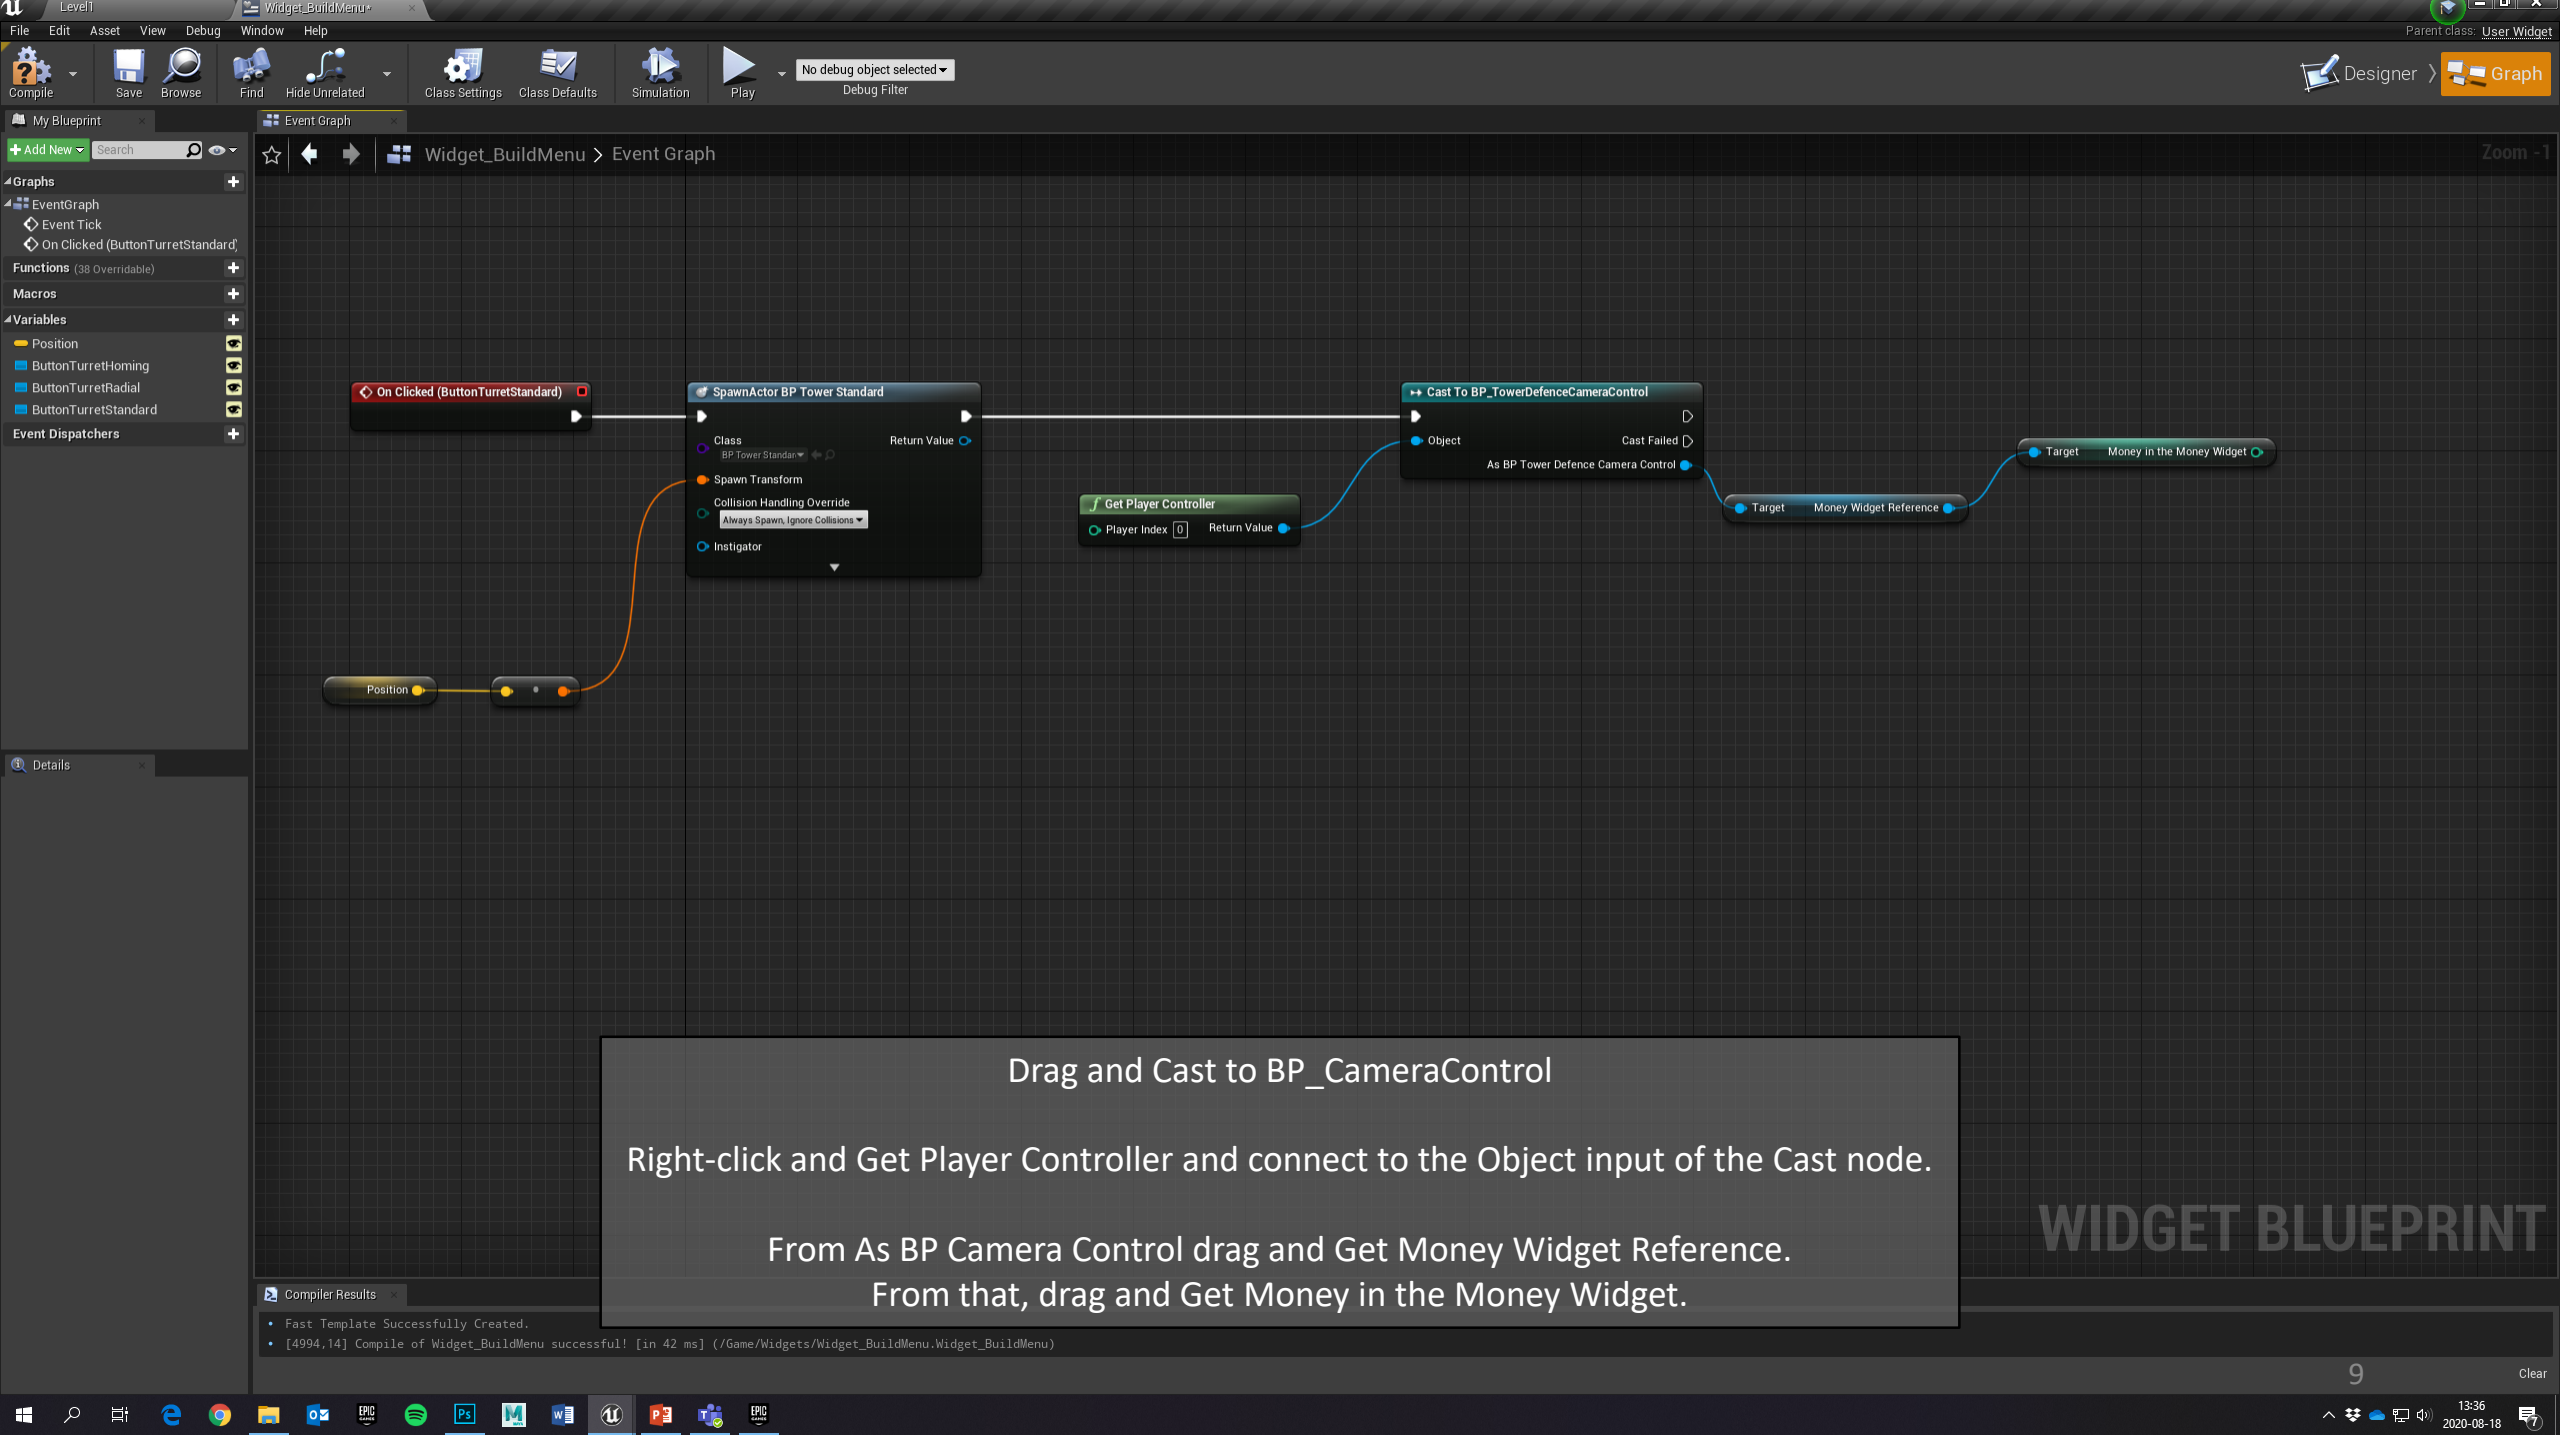 Level1
Widget_BuildMenu*
File Edit Asset View Debug Window Help
Parent class: User Widget
Compile
Save
Browse
Find
Hide Unrelated
Class Settings
Class Defaults
Simulation
Play
No debug object selected
Debug Filter
Designer
Graph
My Blueprint
Event Graph
Add New
Search
Widget_BuildMenu > Event Graph
Zoom -1
Graphs
EventGraph
Event Tick
On Clicked (ButtonTurretStandard)
Functions (38 Overridable)
Macros
Variables
Position
ButtonTurretHoming
ButtonTurretRadial
ButtonTurretStandard
Event Dispatchers
Details
On Clicked (ButtonTurretStandard)
SpawnActor BP Tower Standard
Class
BP Tower Standar
Return Value
Spawn Transform
Collision Handling Override
Always Spawn, Ignore Collisions
Instigator
Get Player Controller
Player Index 0
Return Value
Cast To BP_TowerDefenceCameraControl
Object
Cast Failed
As BP Tower Defence Camera Control
Target Money Widget Reference
Target Money in the Money Widget
Position
Drag and Cast to BP_CameraControl
Right-click and Get Player Controller and connect to the Object input of the Cast node.
From As BP Camera Control drag and Get Money Widget Reference.
From that, drag and Get Money in the Money Widget.
WIDGET BLUEPRINT
Compiler Results
Fast Template Successfully Created.
[4994,14] Compile of Widget_BuildMenu successful! [in 42 ms] (/Game/Widgets/Widget_BuildMenu.Widget_BuildMenu)
9
Clear
13:36
2020-08-18
7